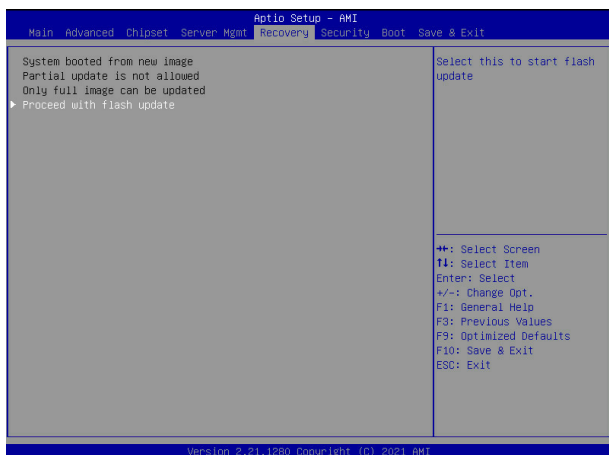 Aptio Setup - AMI
Main Advanced Chipset Server Mgmt Recovery Security Boot Save & Exit
System booted from new image
Partial update is not allowed
Only full image can be updated
Proceed with flash update
Select this to start flash
update
→←: Select Screen
↑↓: Select Item
Enter: Select
+/-: Change Opt.
F1: General Help
F3: Previous Values
F9: Optimized Defaults
F10: Save & Exit
ESC: Exit
Version 2.21.1280 Copyright (C) 2021 AMI